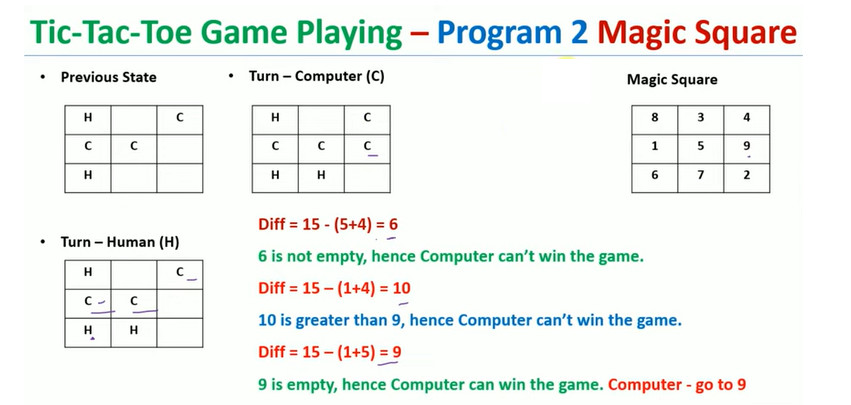 Tic-Tac-Toe Game Playing – Program 2 Magic Square
• Previous State
H C
C C
H
• Turn – Computer (C)
H C
C C C
H H
Magic Square
8 3 4
1 5 9
6 7 2
• Turn – Human (H)
H C
C C
H H
Diff = 15 - (5+4) = 6
6 is not empty, hence Computer can't win the game.
Diff = 15 – (1+4) = 10
10 is greater than 9, hence Computer can't win the game.
Diff = 15 – (1+5) = 9
9 is empty, hence Computer can win the game. Computer - go to 9